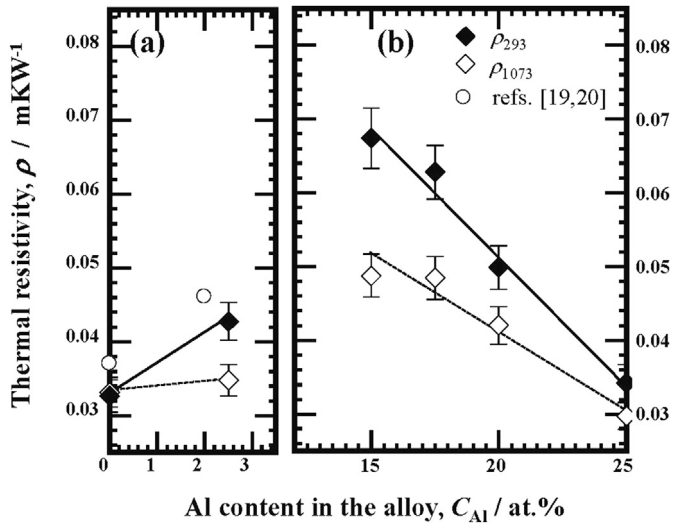 (a)
(b)
ρ293
ρ1073
refs. [19,20]
Thermal resistivity, ρ / mKW-1
0.08
0.07
0.06
0.05
0.04
0.03
0.08
0.07
0.06
0.05
0.04
0.03
0 1 2 3
15 20 25
Al content in the alloy, CAl / at.%